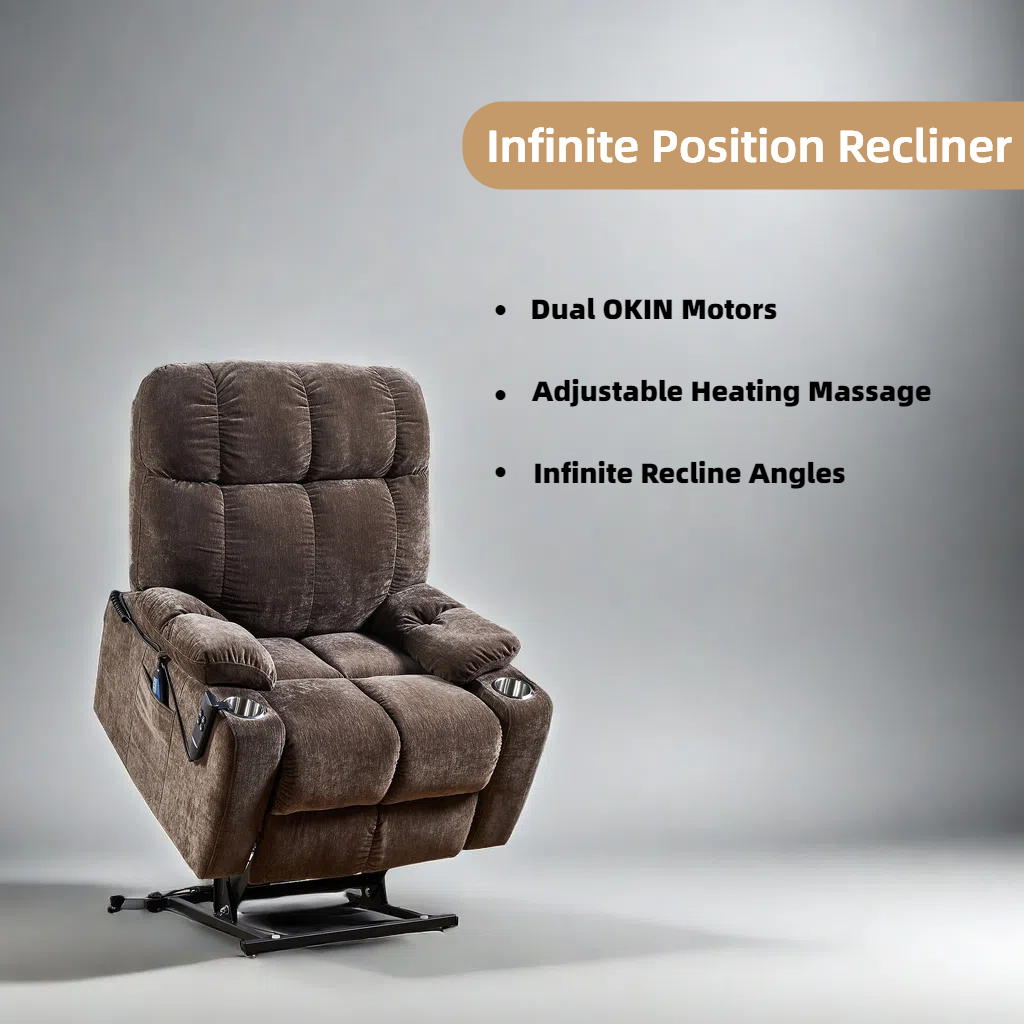 Infinite Position Recliner
• Dual OKIN Motors
• Adjustable Heating Massage
• Infinite Recline Angles